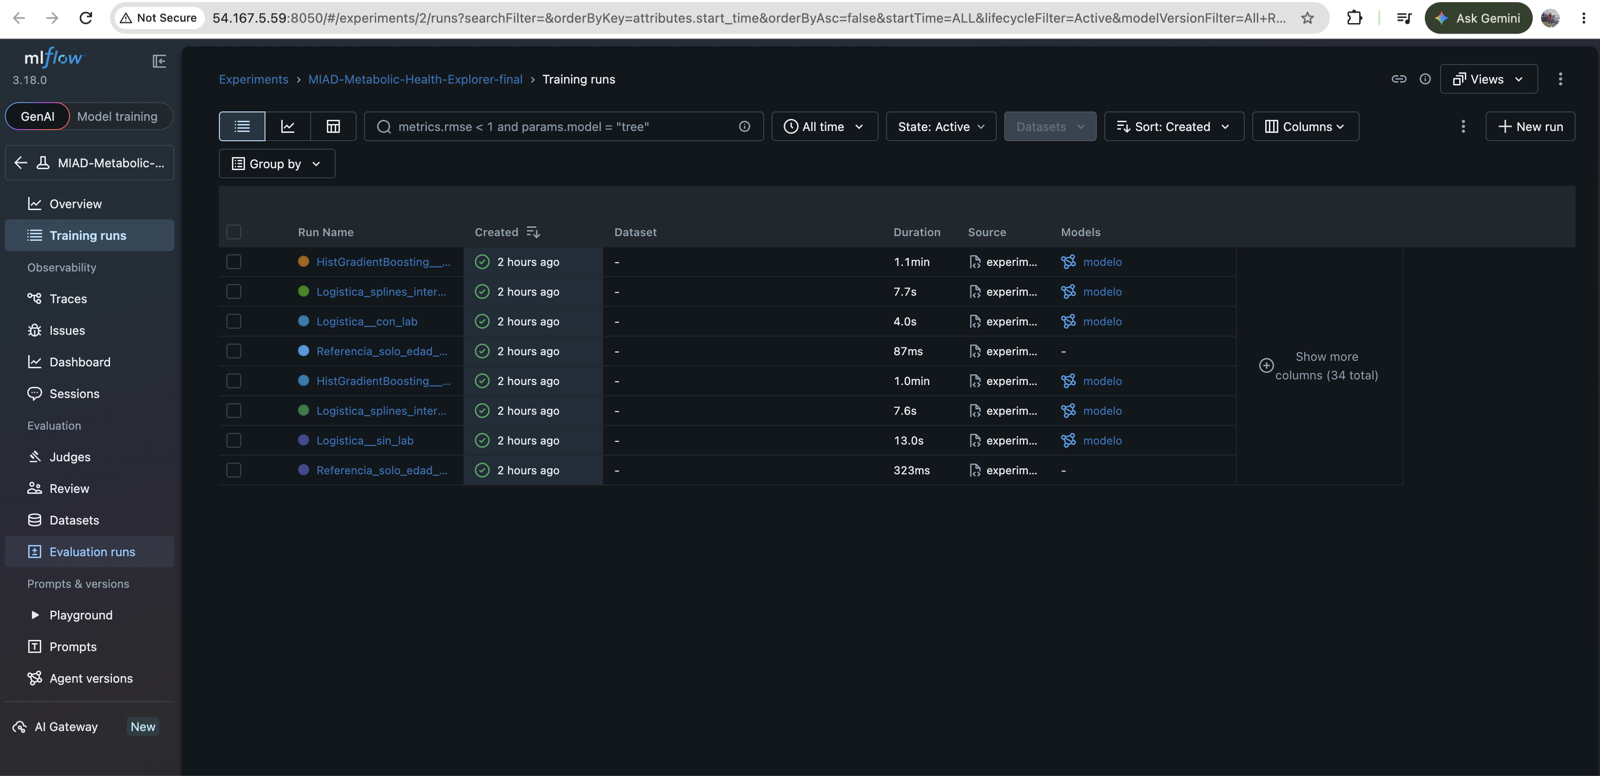 Not Secure 54.167.5.59:8050/#/experiments/2/runs?searchFilter=&orderByKey=attributes.start_time&orderByAsc=false&startTime=ALL&lifecycleFilter=Active&modelVersionFilter=All+R... Ask Gemini
mlflow
3.18.0
GenAI Model training
MIAD-Metabolic-...
Overview
Training runs
Observability
Traces
Issues
Dashboard
Sessions
Evaluation
Judges
Review
Datasets
Evaluation runs
Prompts & versions
Playground
Prompts
Agent versions
AI Gateway New
Experiments › MIAD-Metabolic-Health-Explorer-final › Training runs
Views
metrics.rmse < 1 and params.model = "tree" All time State: Active Datasets Sort: Created Columns New run
Group by
Run Name Created Dataset Duration Source Models
HistGradientBoosting__... 2 hours ago - 1.1min experim... modelo
Logistica_splines_inter... 2 hours ago - 7.7s experim... modelo
Logistica__con_lab 2 hours ago - 4.0s experim... modelo
Referencia_solo_edad_... 2 hours ago - 87ms experim... -
HistGradientBoosting__... 2 hours ago - 1.0min experim... modelo
Logistica_splines_inter... 2 hours ago - 7.6s experim... modelo
Logistica__sin_lab 2 hours ago - 13.0s experim... modelo
Referencia_solo_edad_... 2 hours ago - 323ms experim... -
Show more
columns (34 total)